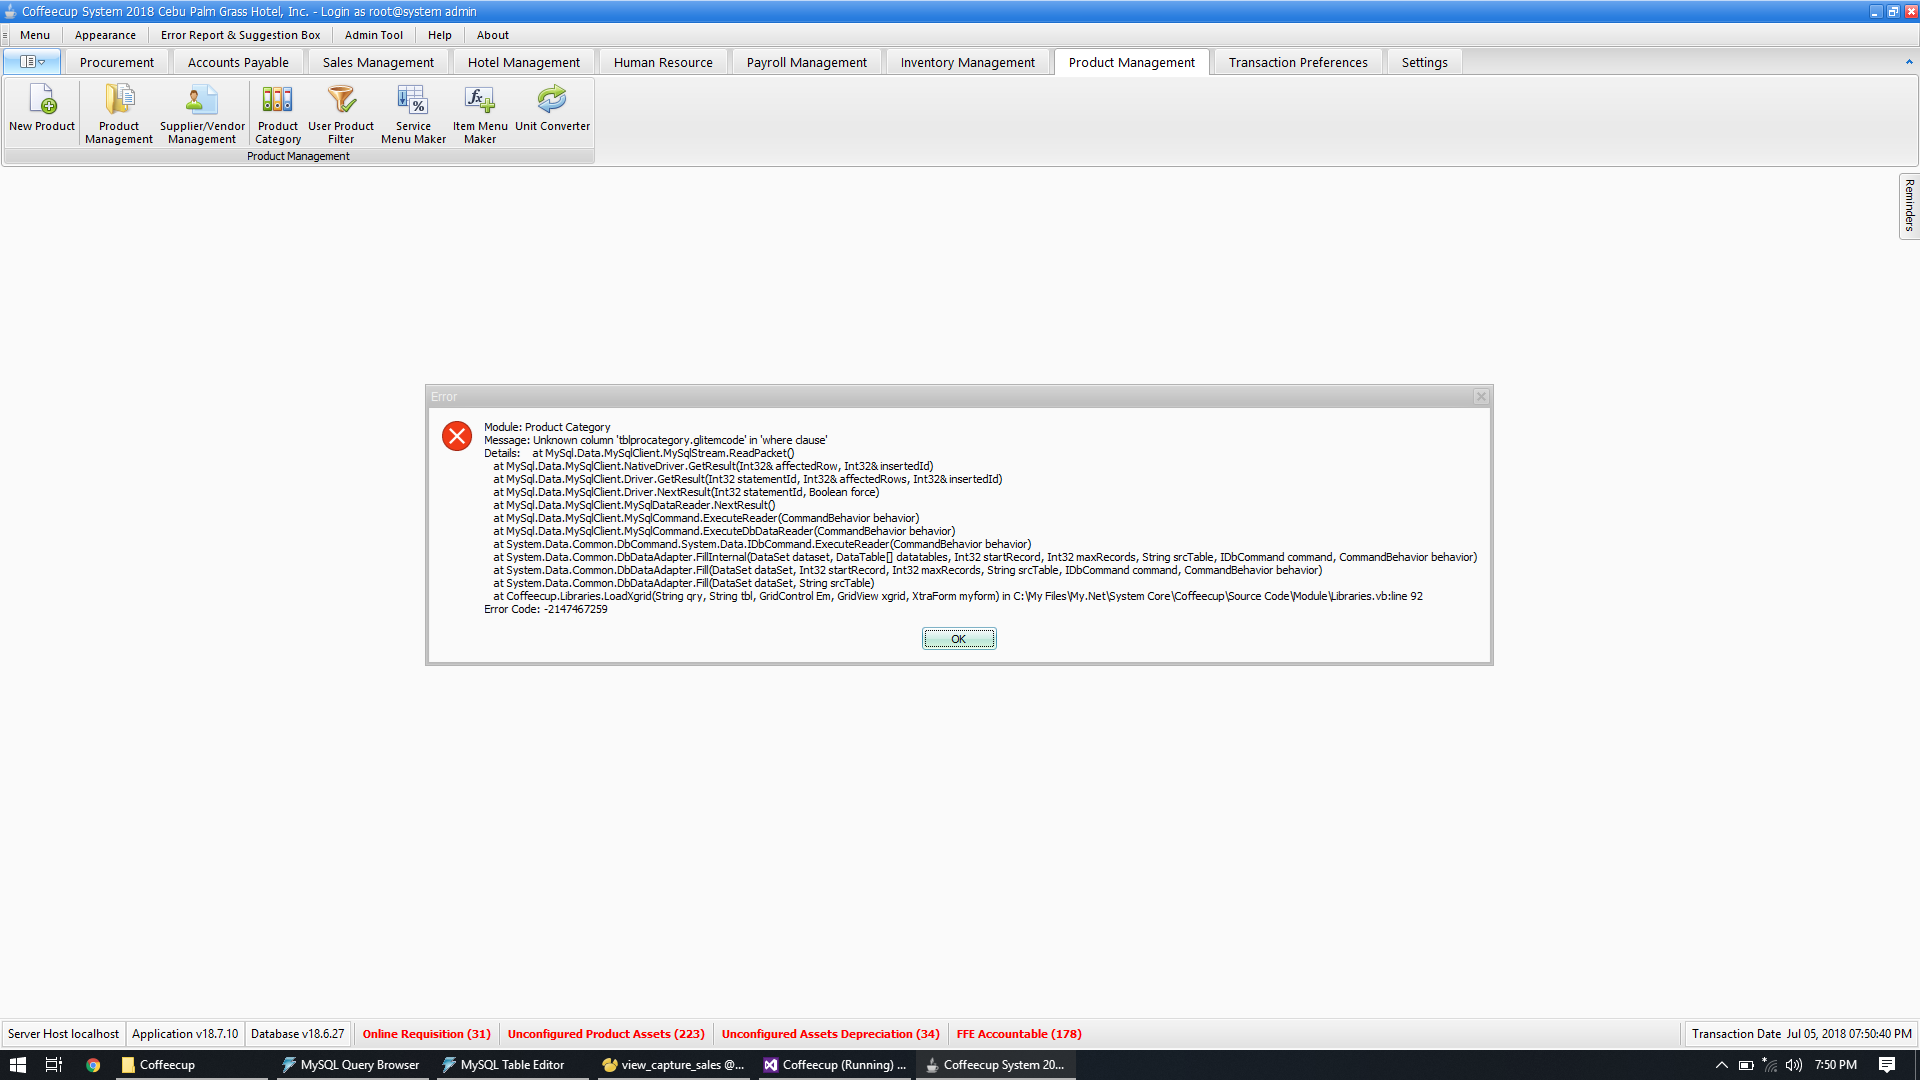 Coffeecup System 2018 Cebu Palm Grass Hotel, Inc. - Login as root@system admin
Menu Appearance Error Report & Suggestion Box Admin Tool Help About
Procurement Accounts Payable Sales Management Hotel Management Human Resource Payroll Management Inventory Management Product Management Transaction Preferences Settings
New Product Product Management Supplier/Vendor Management Product Category User Product Filter Service Menu Maker Item Menu Maker Unit Converter
Product Management
Reminders
Error
Module: Product Category
Message: Unknown column 'tblprocategory.glitemcode' in 'where clause'
Details:    at MySql.Data.MySqlClient.MySqlStream.ReadPacket()
at MySql.Data.MySqlClient.NativeDriver.GetResult(Int32& affectedRow, Int32& insertedId)
at MySql.Data.MySqlClient.Driver.GetResult(Int32 statementId, Int32& affectedRows, Int32& insertedId)
at MySql.Data.MySqlClient.Driver.NextResult(Int32 statementId, Boolean force)
at MySql.Data.MySqlClient.MySqlDataReader.NextResult()
at MySql.Data.MySqlClient.MySqlCommand.ExecuteReader(CommandBehavior behavior)
at MySql.Data.MySqlClient.MySqlCommand.ExecuteDbDataReader(CommandBehavior behavior)
at System.Data.Common.DbCommand.System.Data.IDbCommand.ExecuteReader(CommandBehavior behavior)
at System.Data.Common.DbDataAdapter.FillInternal(DataSet dataset, DataTable[] datatables, Int32 startRecord, Int32 maxRecords, String srcTable, IDbCommand command, CommandBehavior behavior)
at System.Data.Common.DbDataAdapter.Fill(DataSet dataSet, Int32 startRecord, Int32 maxRecords, String srcTable, IDbCommand command, CommandBehavior behavior)
at System.Data.Common.DbDataAdapter.Fill(DataSet dataSet, String srcTable)
at Coffeecup.Libraries.LoadXgrid(String qry, String tbl, GridControl Em, GridView xgrid, XtraForm myform) in C:\My Files\My.Net\System Core\Coffeecup\Source Code\Module\Libraries.vb:line 92
Error Code: -2147467259
OK
Server Host localhost Application v18.7.10 Database v18.6.27 Online Requisition (31) Unconfigured Product Assets (223) Unconfigured Assets Depreciation (34) FFE Accountable (178) Transaction Date Jul 05, 2018 07:50:40 PM
Coffeecup MySQL Query Browser MySQL Table Editor view_capture_sales @... Coffeecup (Running) ... Coffeecup System 20... 7:50 PM